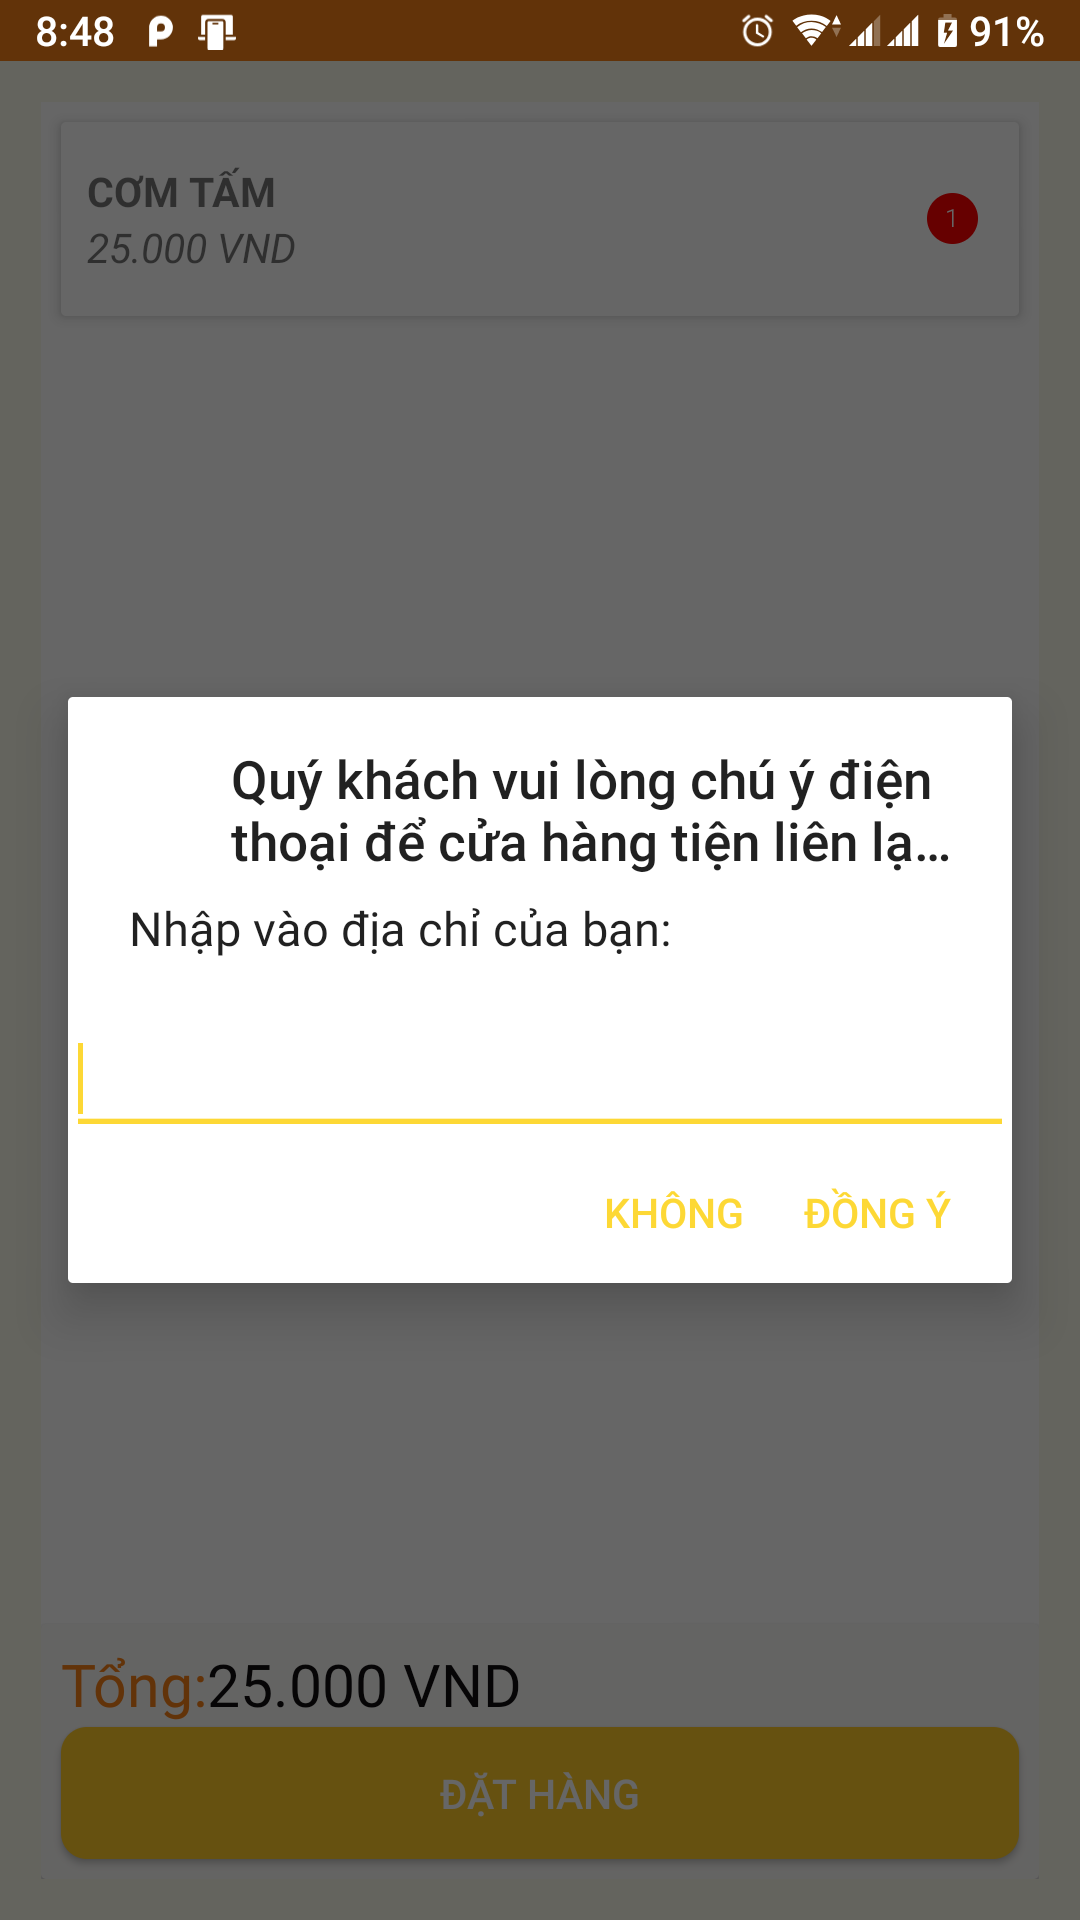 8:48
91%
CƠM TẤM
25.000 VND
1
Quý khách vui lòng chú ý điện
thoại để cửa hàng tiện liên lạ...
Nhập vào địa chỉ của bạn:
KHÔNG ĐỒNG Ý
Tổng:25.000 VND
ĐẶT HÀNG